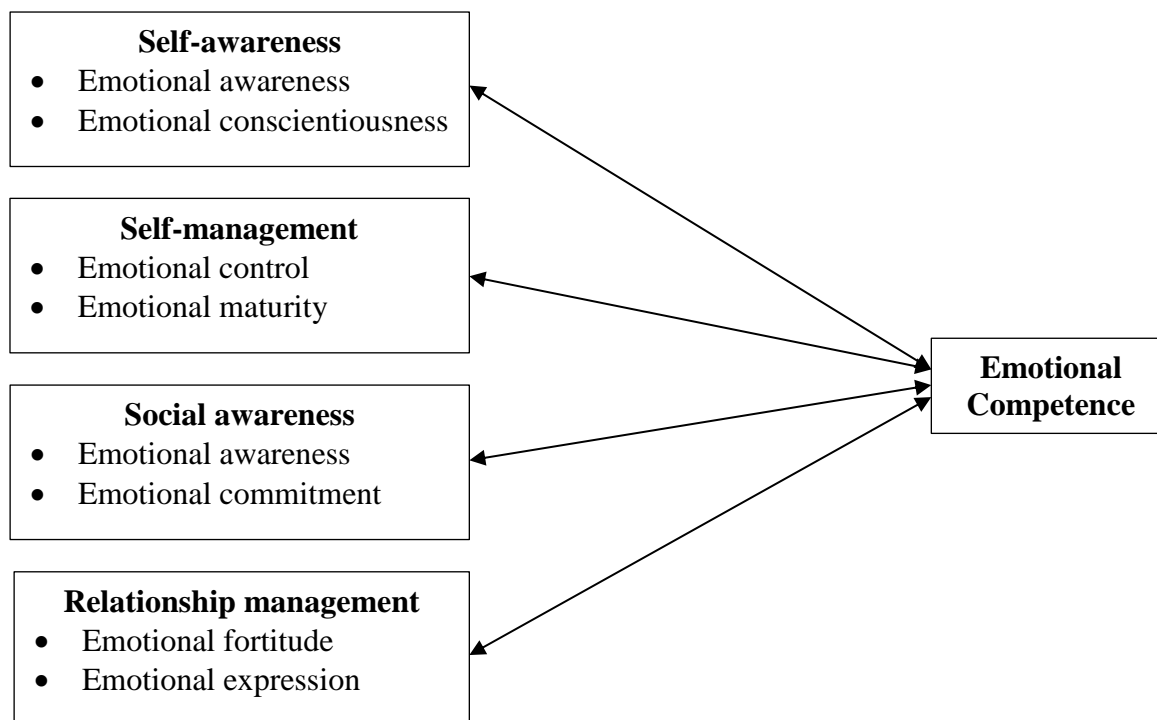 Self-awareness
• Emotional awareness
• Emotional conscientiousness
Self-management
• Emotional control
• Emotional maturity
Social awareness
• Emotional awareness
• Emotional commitment
Relationship management
• Emotional fortitude
• Emotional expression
Emotional
Competence